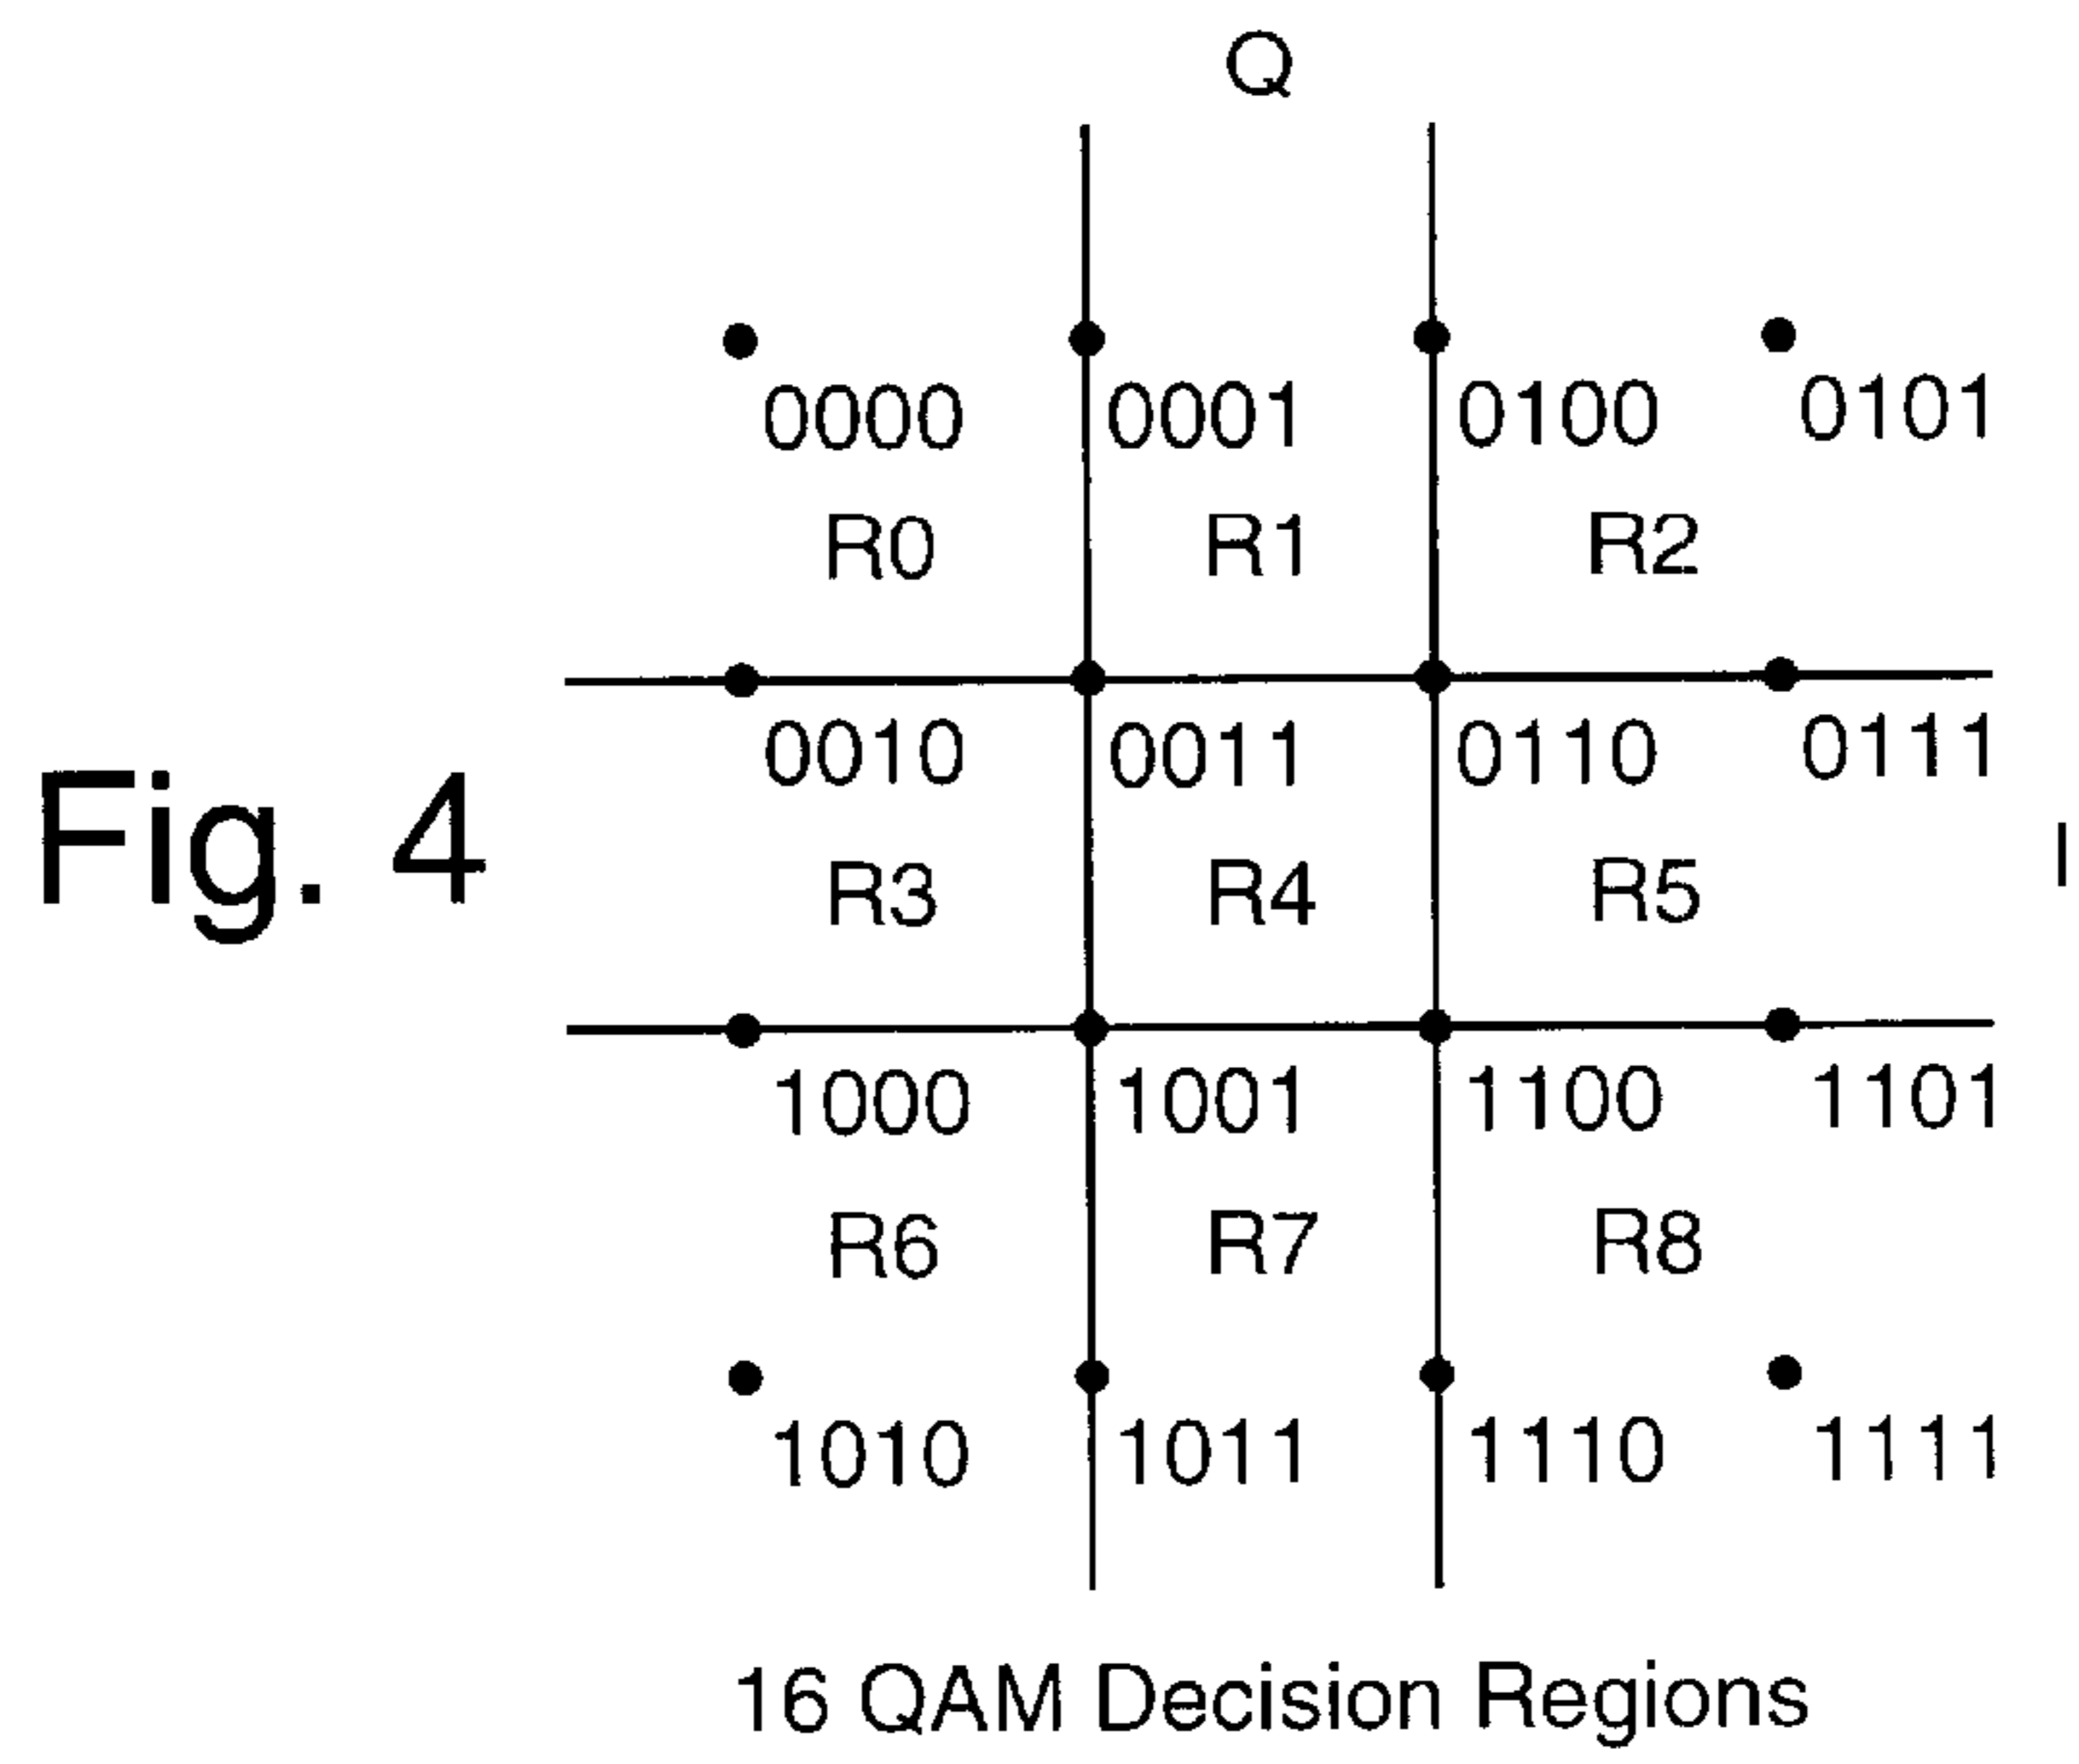 Q
0000 0001 0100 0101
R0 R1 R2
0010 0011 0110 0111
Fig. 4
R3 R4 R5 I
1000 1001 1100 1101
R6 R7 R8
1010 1011 1110 1111
16 QAM Decision Regions